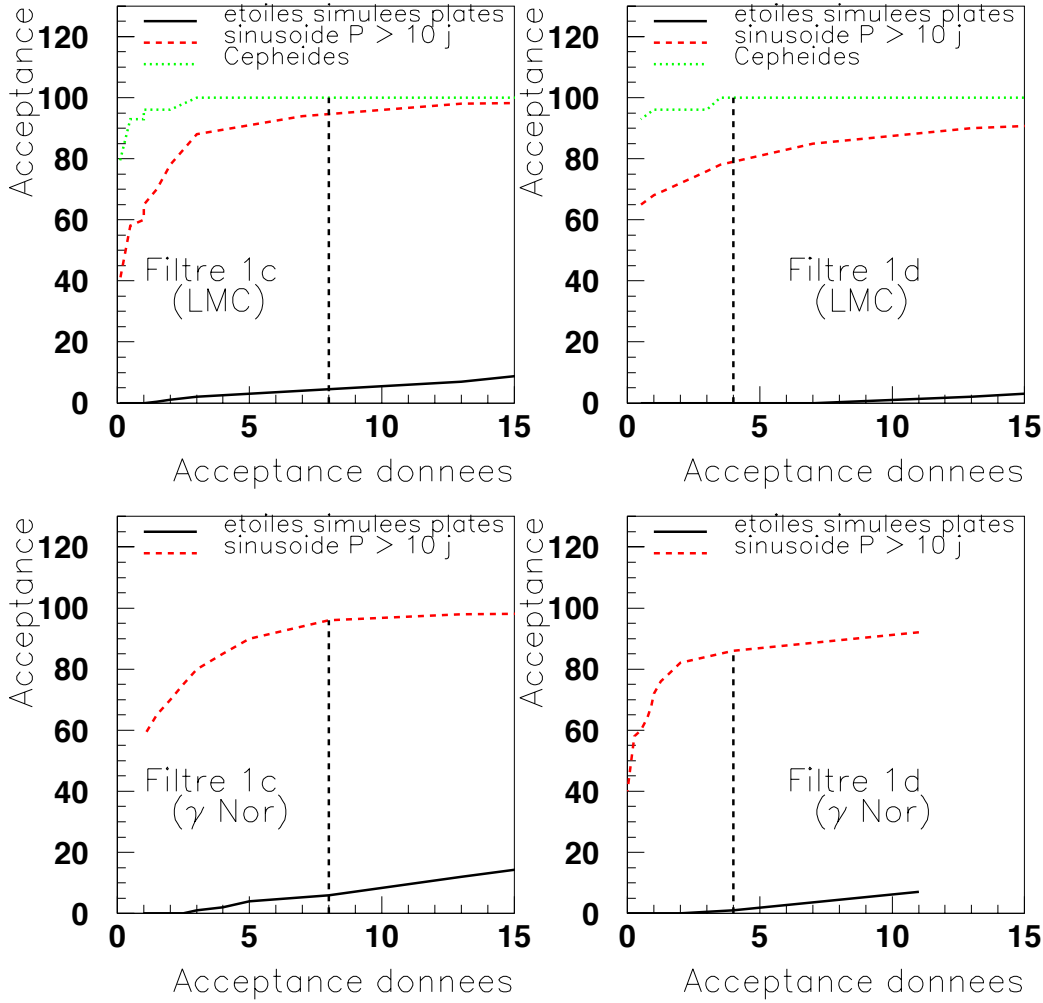 etoiles simulees plates
sinusoide P > 10 j
Cepheides
Acceptance
120
100
80
60
40
20
0
Filtre 1c
(LMC)
0 5 10 15
Acceptance donnees
etoiles simulees plates
sinusoide P > 10 j
Cepheides
Acceptance
120
100
80
60
40
20
0
Filtre 1d
(LMC)
0 5 10 15
Acceptance donnees
etoiles simulees plates
sinusoide P > 10 j
Acceptance
120
100
80
60
40
20
0
Filtre 1c
(γ Nor)
0 5 10 15
Acceptance donnees
etoiles simulees plates
sinusoide P > 10 j
Acceptance
120
100
80
60
40
20
0
Filtre 1d
(γ Nor)
0 5 10 15
Acceptance donnees